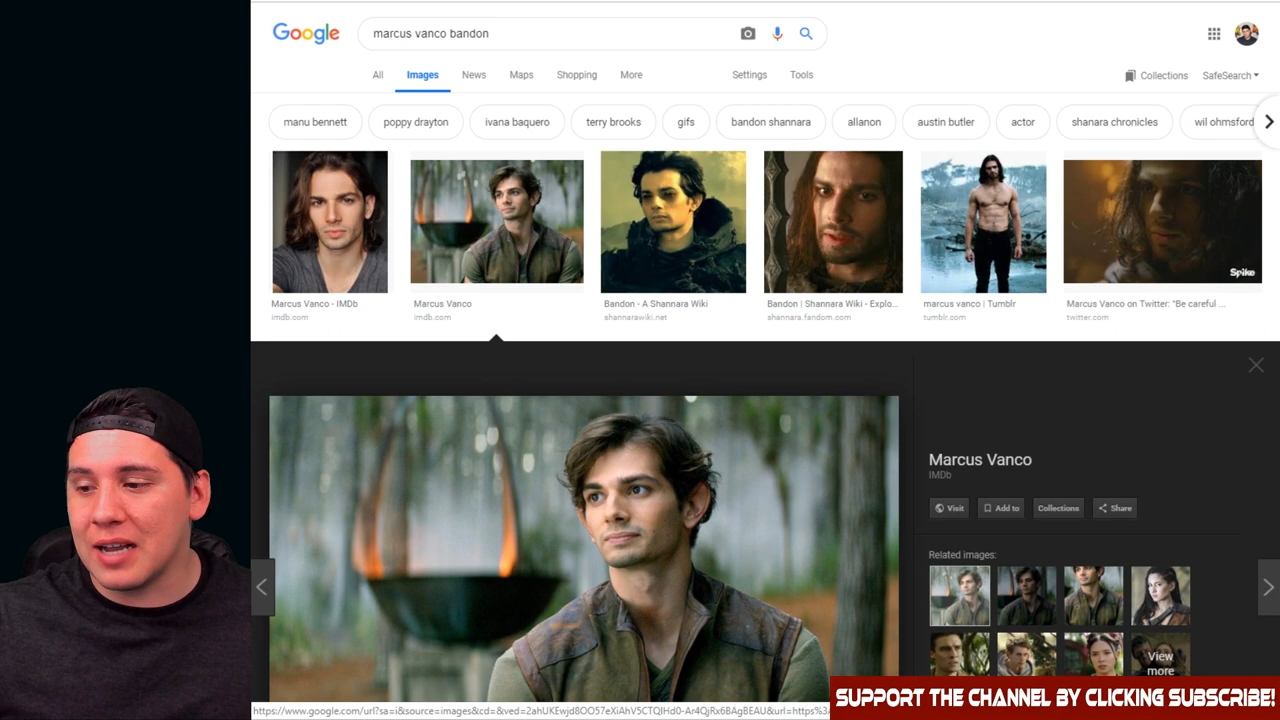 Google
marcus vanco bandon
All Images News Maps Shopping More Settings Tools
Collections SafeSearch
manu bennett poppy drayton ivana baquero terry brooks gifs bandon shannara allanon austin butler actor shanara chronicles wil ohmsford
Spike
Marcus Vanco - IMDb
imdb.com
Marcus Vanco
imdb.com
Bandon - A Shannara Wiki
shannarawiki.net
Bandon | Shannara Wiki - Explo...
shannara.fandom.com
marcus vanco | Tumblr
tumblr.com
Marcus Vanco on Twitter: "Be careful ...
twitter.com
Marcus Vanco
IMDb
Visit Add to Collections Share
Related images:
View
more
SUPPORT THE CHANNEL BY CLICKING SUBSCRIBE!